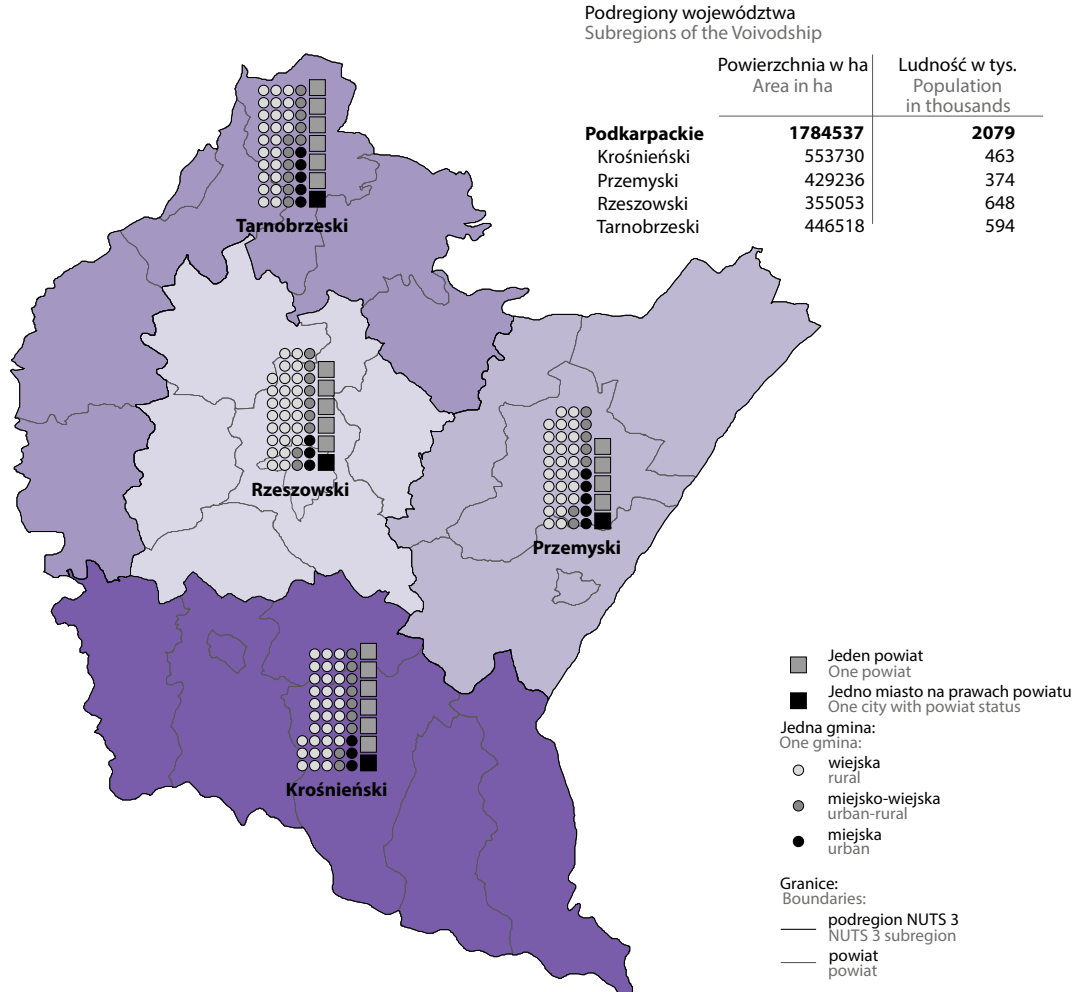 Podregiony województwa
Subregions of the Voivodship
Powierzchnia w ha Ludność w tys.
Area in ha Population
in thousands
Podkarpackie 1784537 2079
Krośnieński 553730 463
Przemyski 429236 374
Rzeszowski 355053 648
Tarnobrzeski 446518 594
Tarnobrzeski
Rzeszowski
Przemyski
Krośnieński
Jeden powiat
One powiat
Jedno miasto na prawach powiatu
One city with powiat status
Jedna gmina:
One gmina:
wiejska
rural
miejsko-wiejska
urban-rural
miejska
urban
Granice:
Boundaries:
podregion NUTS 3
NUTS 3 subregion
powiat
powiat